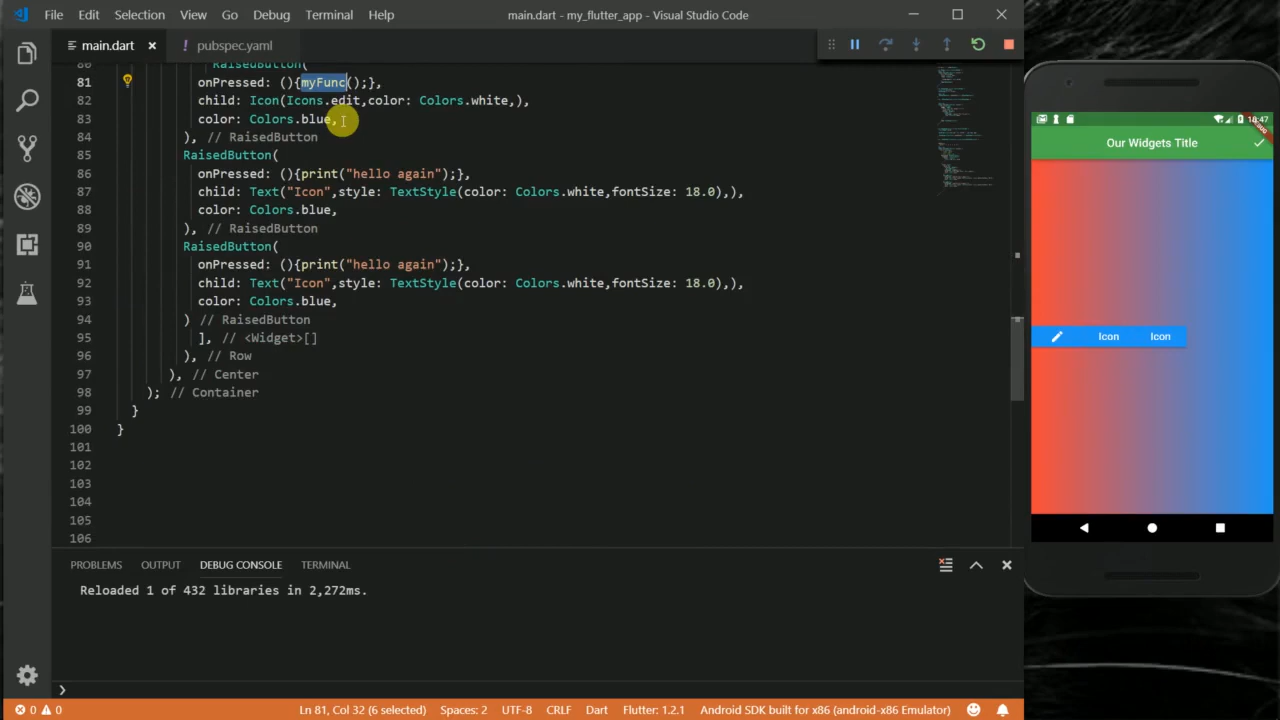 File Edit Selection View Go Debug Terminal Help
main.dart - my_flutter_app - Visual Studio Code
main.dart
! pubspec.yaml
80 RaisedButton(
81 onPressed: (){myFunc();},
82 child: Icon(Icons.edit,color: Colors.white,),
83 color: Colors.blue,
84 ), // RaisedButton
85 RaisedButton(
86 onPressed: (){print("hello again");},
87 child: Text("Icon",style: TextStyle(color: Colors.white,fontSize: 18.0),),
88 color: Colors.blue,
89 ), // RaisedButton
90 RaisedButton(
91 onPressed: (){print("hello again");},
92 child: Text("Icon",style: TextStyle(color: Colors.white,fontSize: 18.0),),
93 color: Colors.blue,
94 ) // RaisedButton
95 ], // <Widget>[]
96 ), // Row
97 ), // Center
98 ); // Container
99 }
100 }
101
102
103
104
105
106
PROBLEMS OUTPUT DEBUG CONSOLE TERMINAL
Reloaded 1 of 432 libraries in 2,272ms.
0 0 Ln 81, Col 32 (6 selected) Spaces: 2 UTF-8 CRLF Dart Flutter: 1.2.1 Android SDK built for x86 (android-x86 Emulator)
18:47
DEBUG
Our Widgets Title
Icon Icon